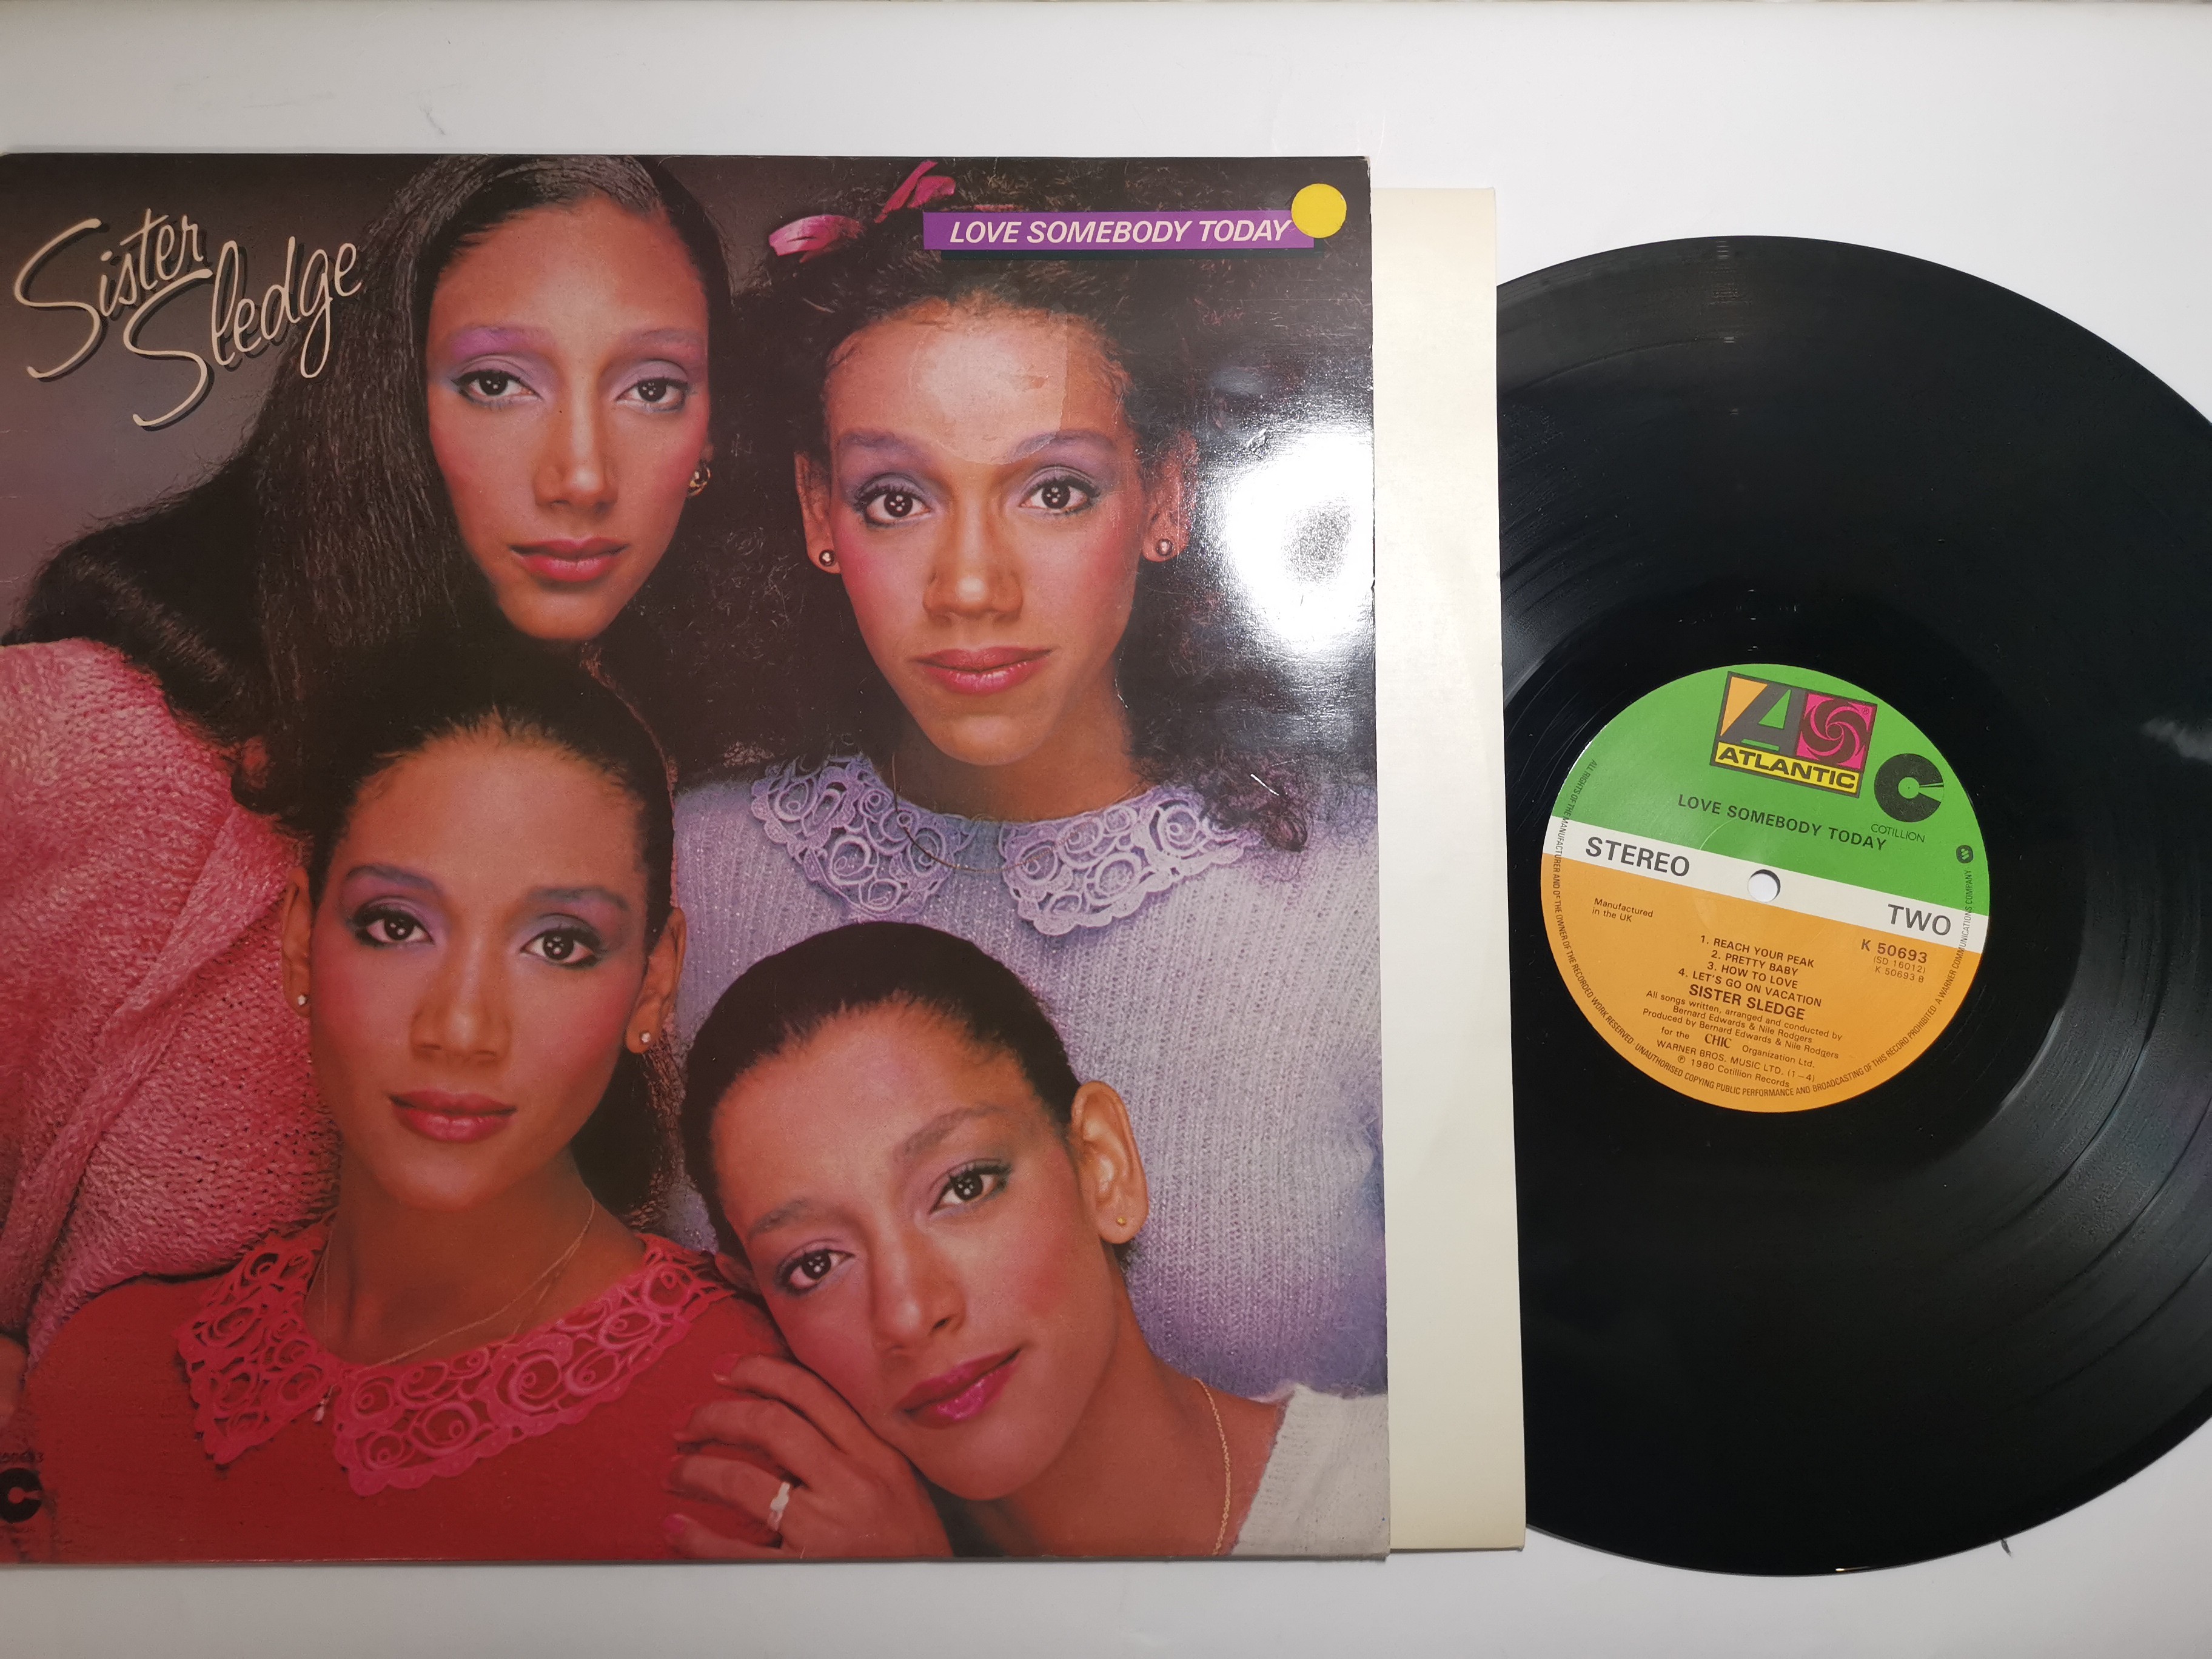 Sister
Sledge
LOVE SOMEBODY TODAY
ATLANTIC
COTILLION
LOVE SOMEBODY TODAY
STEREO
TWO
Manufactured
in the UK
K 50693
(SD 16012)
K 50693 B
1. REACH YOUR PEAK
2. PRETTY BABY
3. HOW TO LOVE
4. LET'S GO ON VACATION
SISTER SLEDGE
All songs written, arranged and conducted by
Bernard Edwards & Nile Rodgers
Produced by Bernard Edwards & Nile Rodgers
for the CHIC Organization Ltd.
WARNER BROS. MUSIC LTD. (1–4)
℗ 1980 Cotillion Records
ALL RIGHTS OF THE MANUFACTURER AND OF THE OWNER OF THE RECORDED WORK RESERVED. UNAUTHORISED COPYING PUBLIC PERFORMANCE AND BROADCASTING OF THIS RECORD PROHIBITED. A WARNER COMMUNICATIONS COMPANY